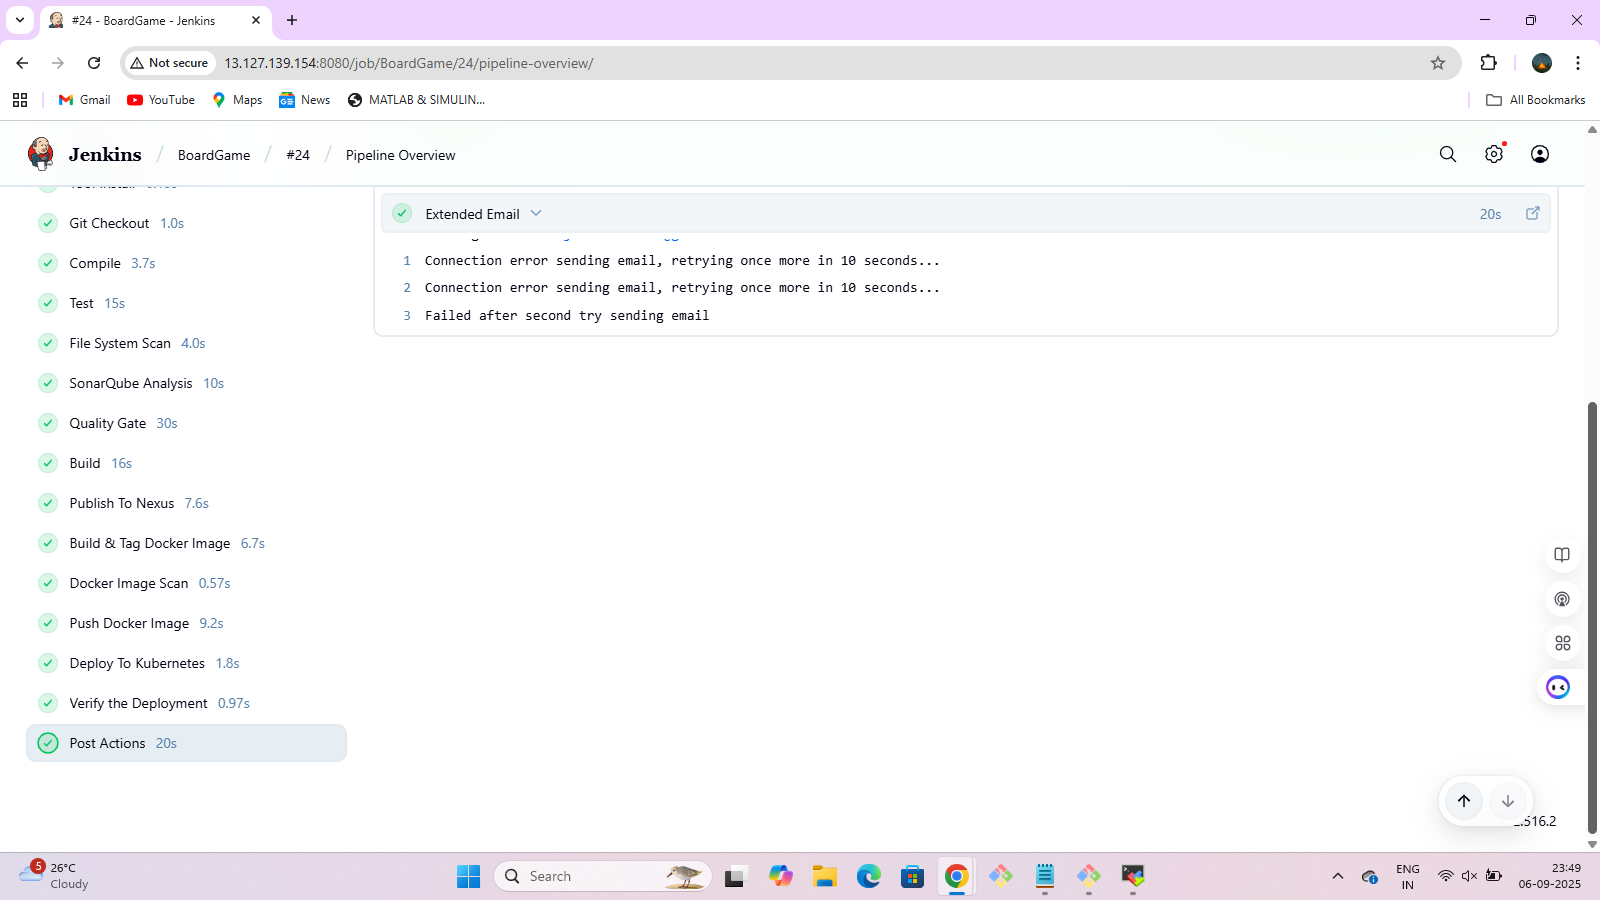 #24 - BoardGame - Jenkins
Not secure
13.127.139.154:8080/job/BoardGame/24/pipeline-overview/
Gmail
YouTube
Maps
News
MATLAB & SIMULIN...
All Bookmarks
Jenkins / BoardGame / #24 / Pipeline Overview
Git Checkout 1.0s
Compile 3.7s
Test 15s
File System Scan 4.0s
SonarQube Analysis 10s
Quality Gate 30s
Build 16s
Publish To Nexus 7.6s
Build & Tag Docker Image 6.7s
Docker Image Scan 0.57s
Push Docker Image 9.2s
Deploy To Kubernetes 1.8s
Verify the Deployment 0.97s
Post Actions 20s
Extended Email 20s
1 Connection error sending email, retrying once more in 10 seconds...
2 Connection error sending email, retrying once more in 10 seconds...
3 Failed after second try sending email
.516.2
5
26°C
Cloudy
Search
ENG
IN
23:49
06-09-2025